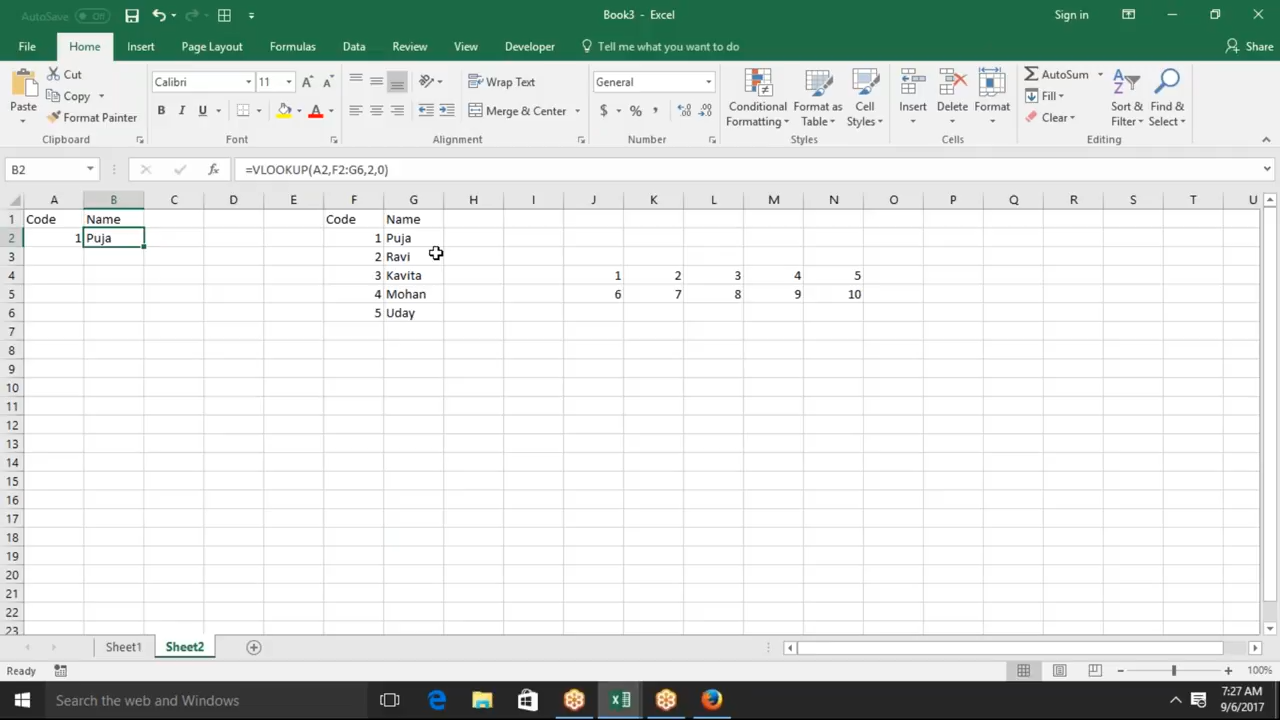 AutoSave Off
Book3 - Excel
Sign in
File Home Insert Page Layout Formulas Data Review View Developer Tell me what you want to do Share
Paste
Cut
Copy
Format Painter
Clipboard
Calibri 11
B I U
A A
Font
Wrap Text
Merge & Center
Alignment
General
$ % ,
Number
Conditional Formatting
Format as Table
Cell Styles
Styles
Insert
Delete
Format
Cells
AutoSum
Fill
Clear
Sort & Filter
Find & Select
Editing
B2 fx =VLOOKUP(A2,F2:G6,2,0)
A B C D E F G H I J K L M N O P Q R S T U
1 Code Name Code Name
2 1 Puja 1 Puja
3 2 Ravi
4 3 Kavita 1 2 3 4 5
5 4 Mohan 6 7 8 9 10
6 5 Uday
7
8
9
10
11
12
13
14
15
16
17
18
19
20
21
22
23
Sheet1 Sheet2
Ready 100%
Search the web and Windows
7:27 AM
9/6/2017